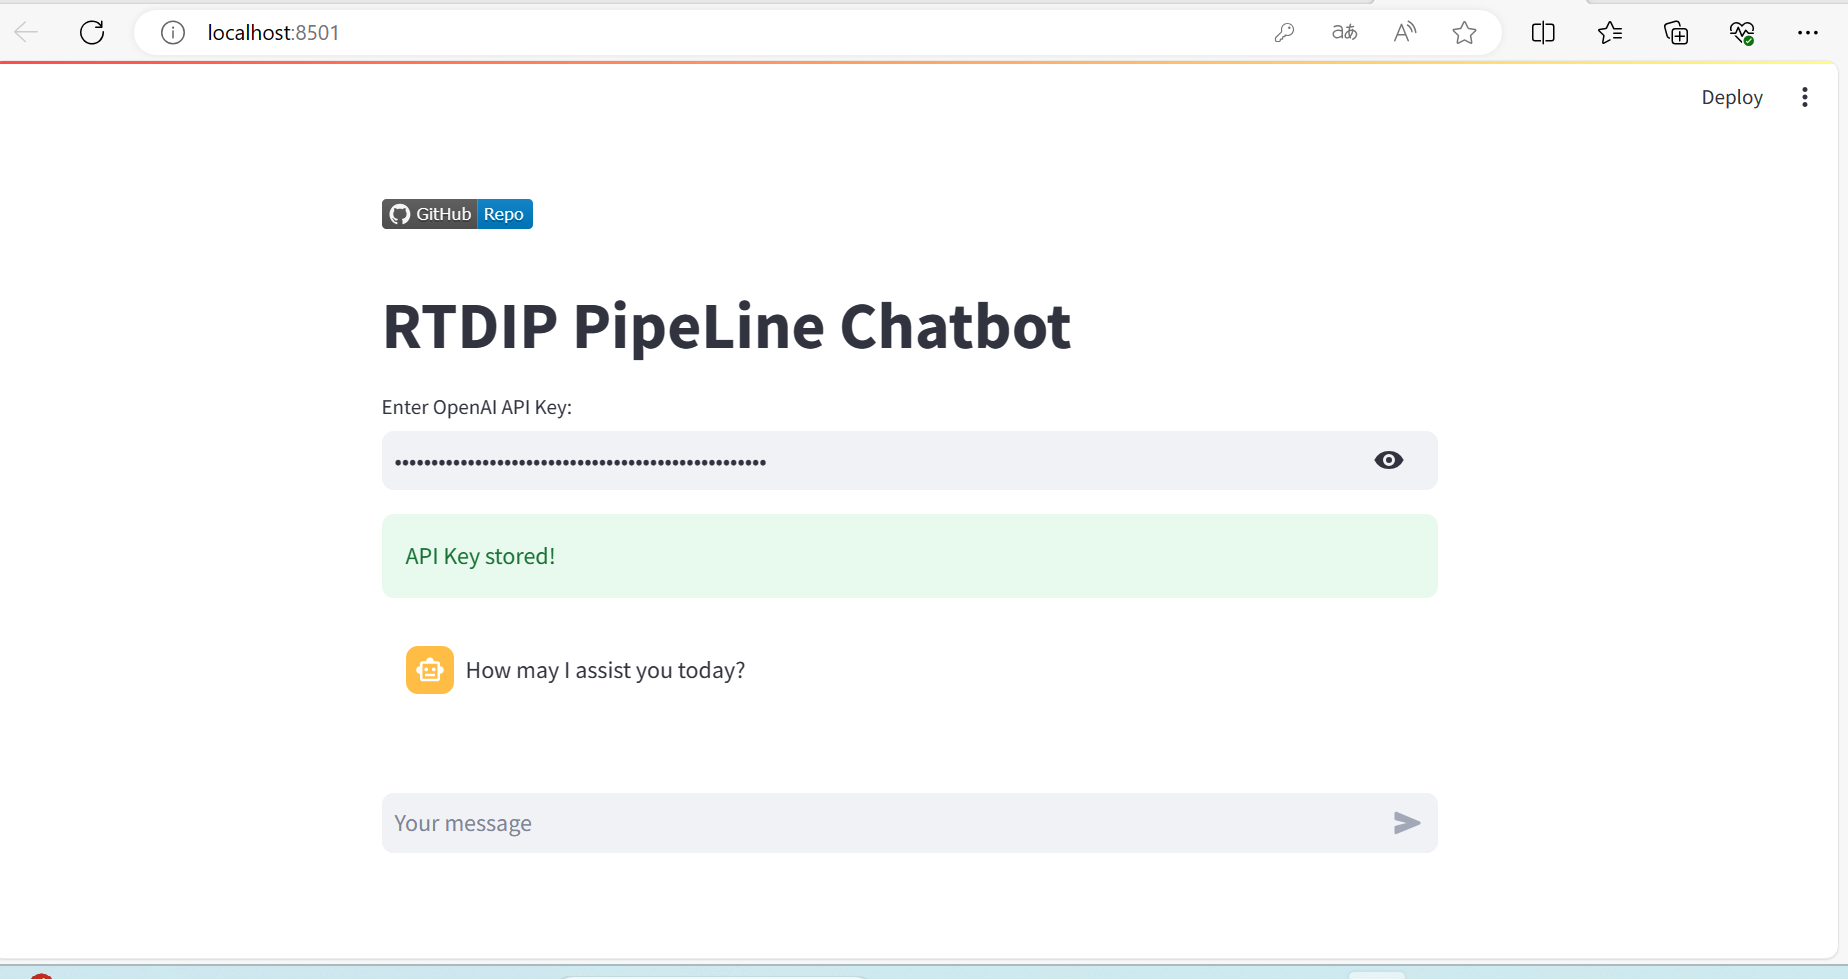 localhost:8501
Deploy
GitHub Repo
RTDIP PipeLine Chatbot
Enter OpenAI API Key:
API Key stored!
How may I assist you today?
Your message